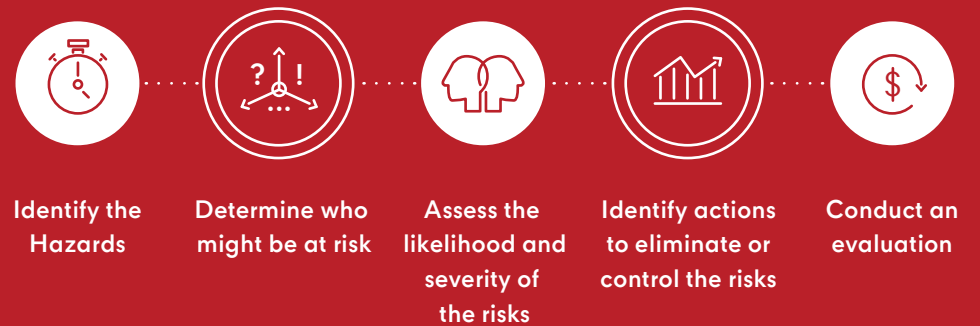 ? !
...
$
Identify the
Hazards
Determine who
might be at risk
Assess the
likelihood and
severity of
the risks
Identify actions
to eliminate or
control the risks
Conduct an
evaluation